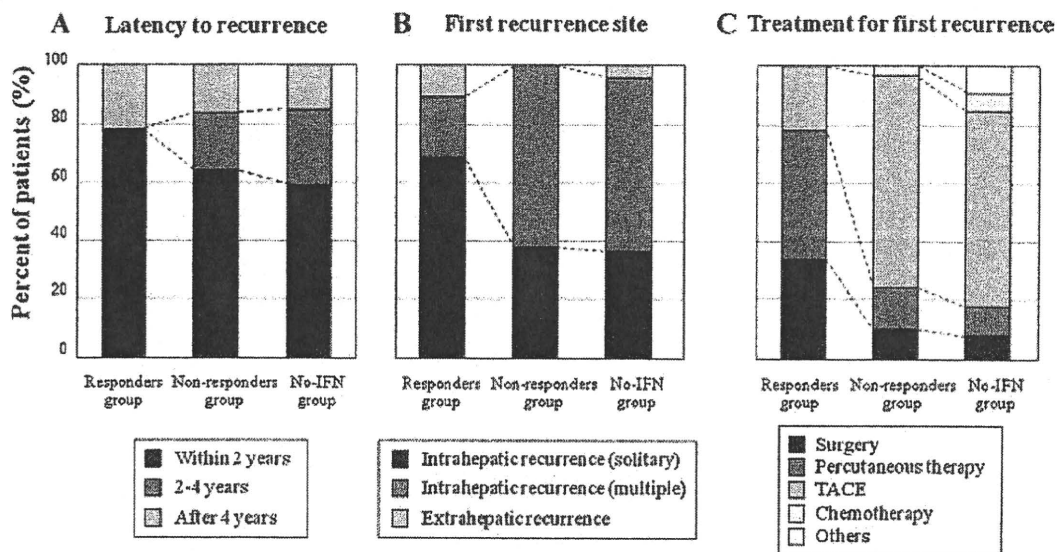 A Latency to recurrence
B First recurrence site
C Treatment for first recurrence
Percent of patients (%)
100
80
60
40
20
0
Responders group
Non-responders group
No-IFN group
Responders group
Non-responders group
No-IFN group
Responders group
Non-responders group
No-IFN group
Within 2 years
2-4 years
After 4 years
Intrahepatic recurrence (solitary)
Intrahepatic recurrence (multiple)
Extrahepatic recurrence
Surgery
Percutaneous therapy
TACE
Chemotherapy
Others